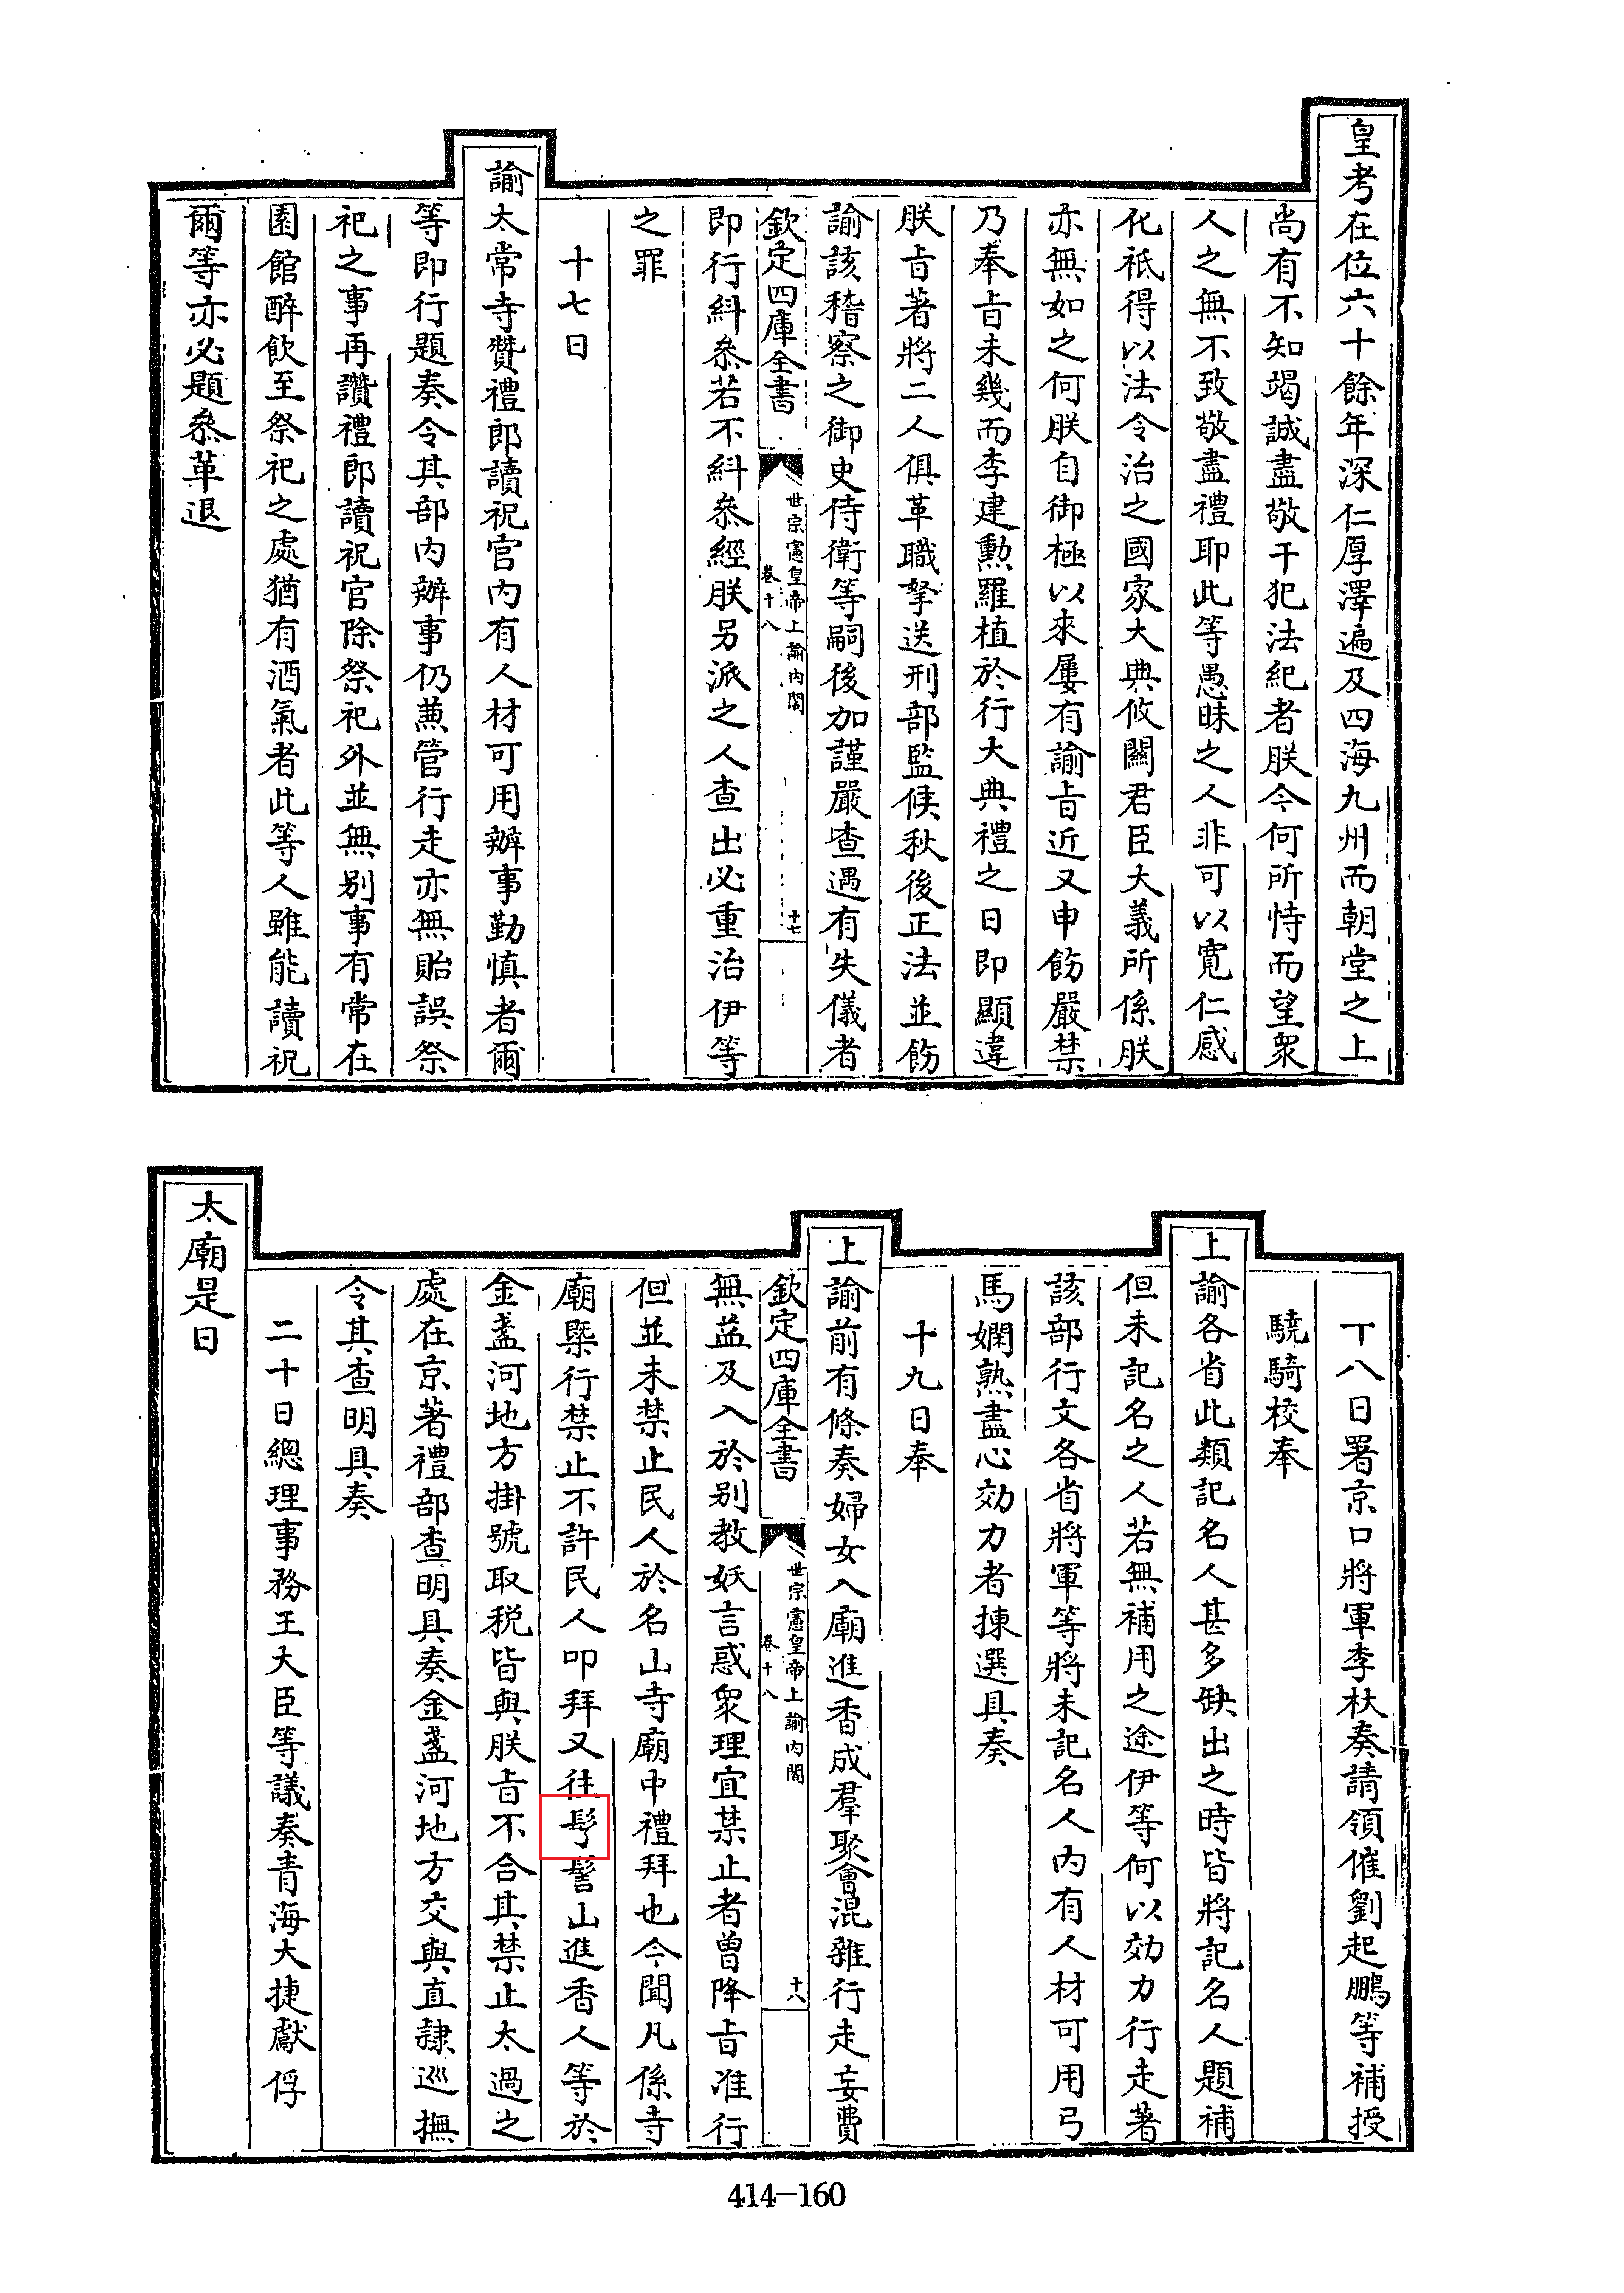 皇考在位六十餘年深仁厚澤遍及四海九州而朝堂之上
尚有不知竭誠盡敬干犯法紀者朕今何所恃而望衆
人之無不致敬盡禮耶此等愚昧之人非可以寛仁感
化祗得以法令治之國家大典攸關君臣大義所係朕
亦無如之何朕自御極以來屢有諭㫖近又申飭嚴禁
乃奉㫖未幾而李建勲羅植於行大典禮之日即顯違
朕㫖著將二人俱革職拏送刑部監候秋後正法並飭
諭該稽察之御史侍衛等嗣後加謹嚴查遇有失儀者
欽定四庫全書
世宗憲皇帝上諭內閣
卷十八
十七
即行糾叅若不糾叅經朕另派之人查出必重治伊等
之罪
十七日
諭太常寺贊禮郎讀祝官內有人材可用辦事勤慎者爾
等即行題奏令其部內辦事仍兼管行走亦無貽誤祭
祀之事再讚禮郎讀祝官除祭祀外並無别事有常在
園館醉飲至祭祀之處猶有酒氣者此等人雖能讀祝
爾等亦必題叅革退
丁八日署京口將軍李杕奏請領催劉起鵬等補授
驍騎校奉
上諭各省此類記名人甚多缺出之時皆將記名人題補
但未記名之人若無補用之途伊等何以効力行走著
該部行文各省將軍等將未記名人內有人材可用弓
馬嫻熟盡心効力者揀選具奏
十九日奉
上諭前有條奏婦女入廟進香成羣聚會混雜行走妄費
欽定四庫全書
世宗憲皇帝上諭內閣
卷十八
十八
無益及入於别教妖言惑衆理宜禁止者曾降㫖准行
但並未禁止民人於名山寺廟中禮拜也今聞凡係寺
廟槩行禁止不許民人叩拜又往髻山進香人等於
金盞河地方掛號取税皆與朕㫖不合其禁止太過之
處在京著禮部查明具奏金盞河地方交與直隸巡撫
令其查明具奏
二十日總理事務王大臣等議奏青海大捷獻俘
太廟是日
414-160